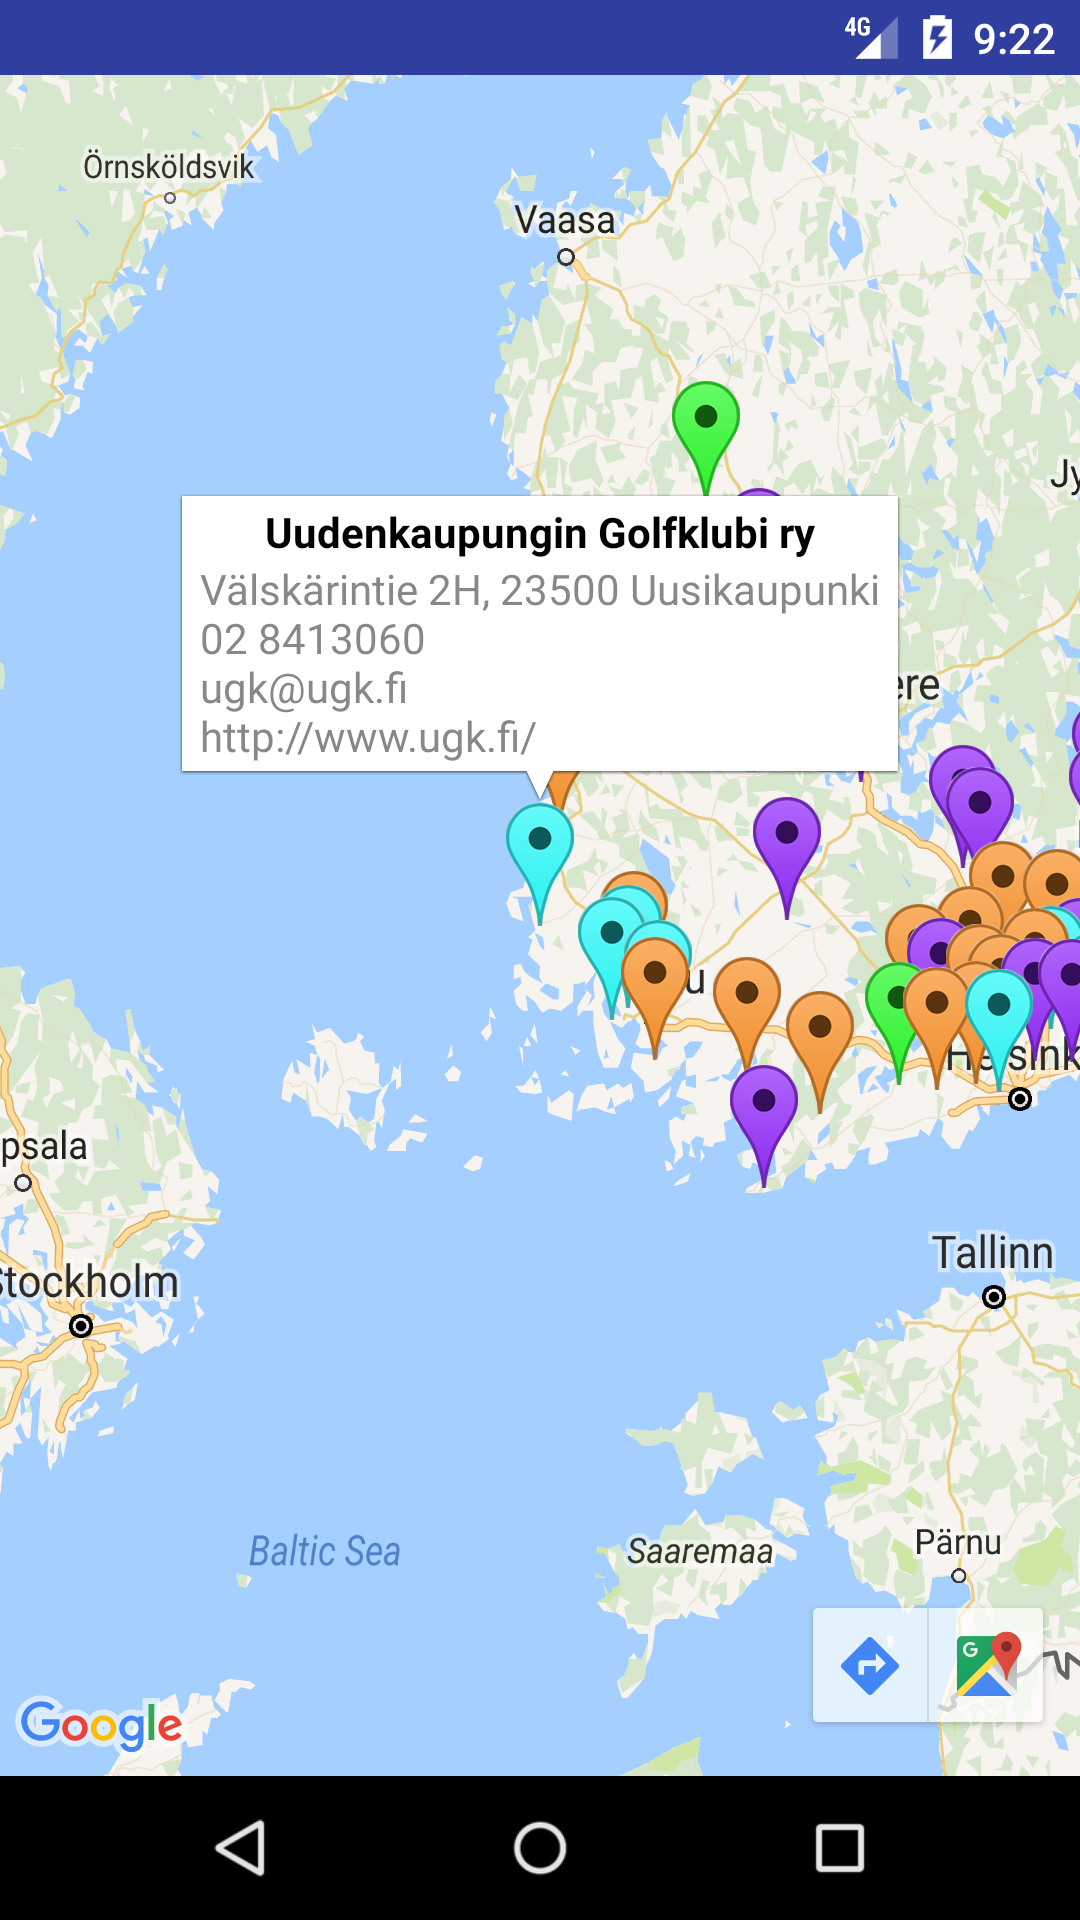 4G 9:22
Örnsköldsvik
Vaasa
Jy
Uudenkaupungin Golfklubi ry
Välskärintie 2H, 23500 Uusikaupunki
02 8413060
ugk@ugk.fi
http://www.ugk.fi/
ere
u
Helsink
psala
Tallinn
Stockholm
Baltic Sea
Saaremaa
Pärnu
G
Google